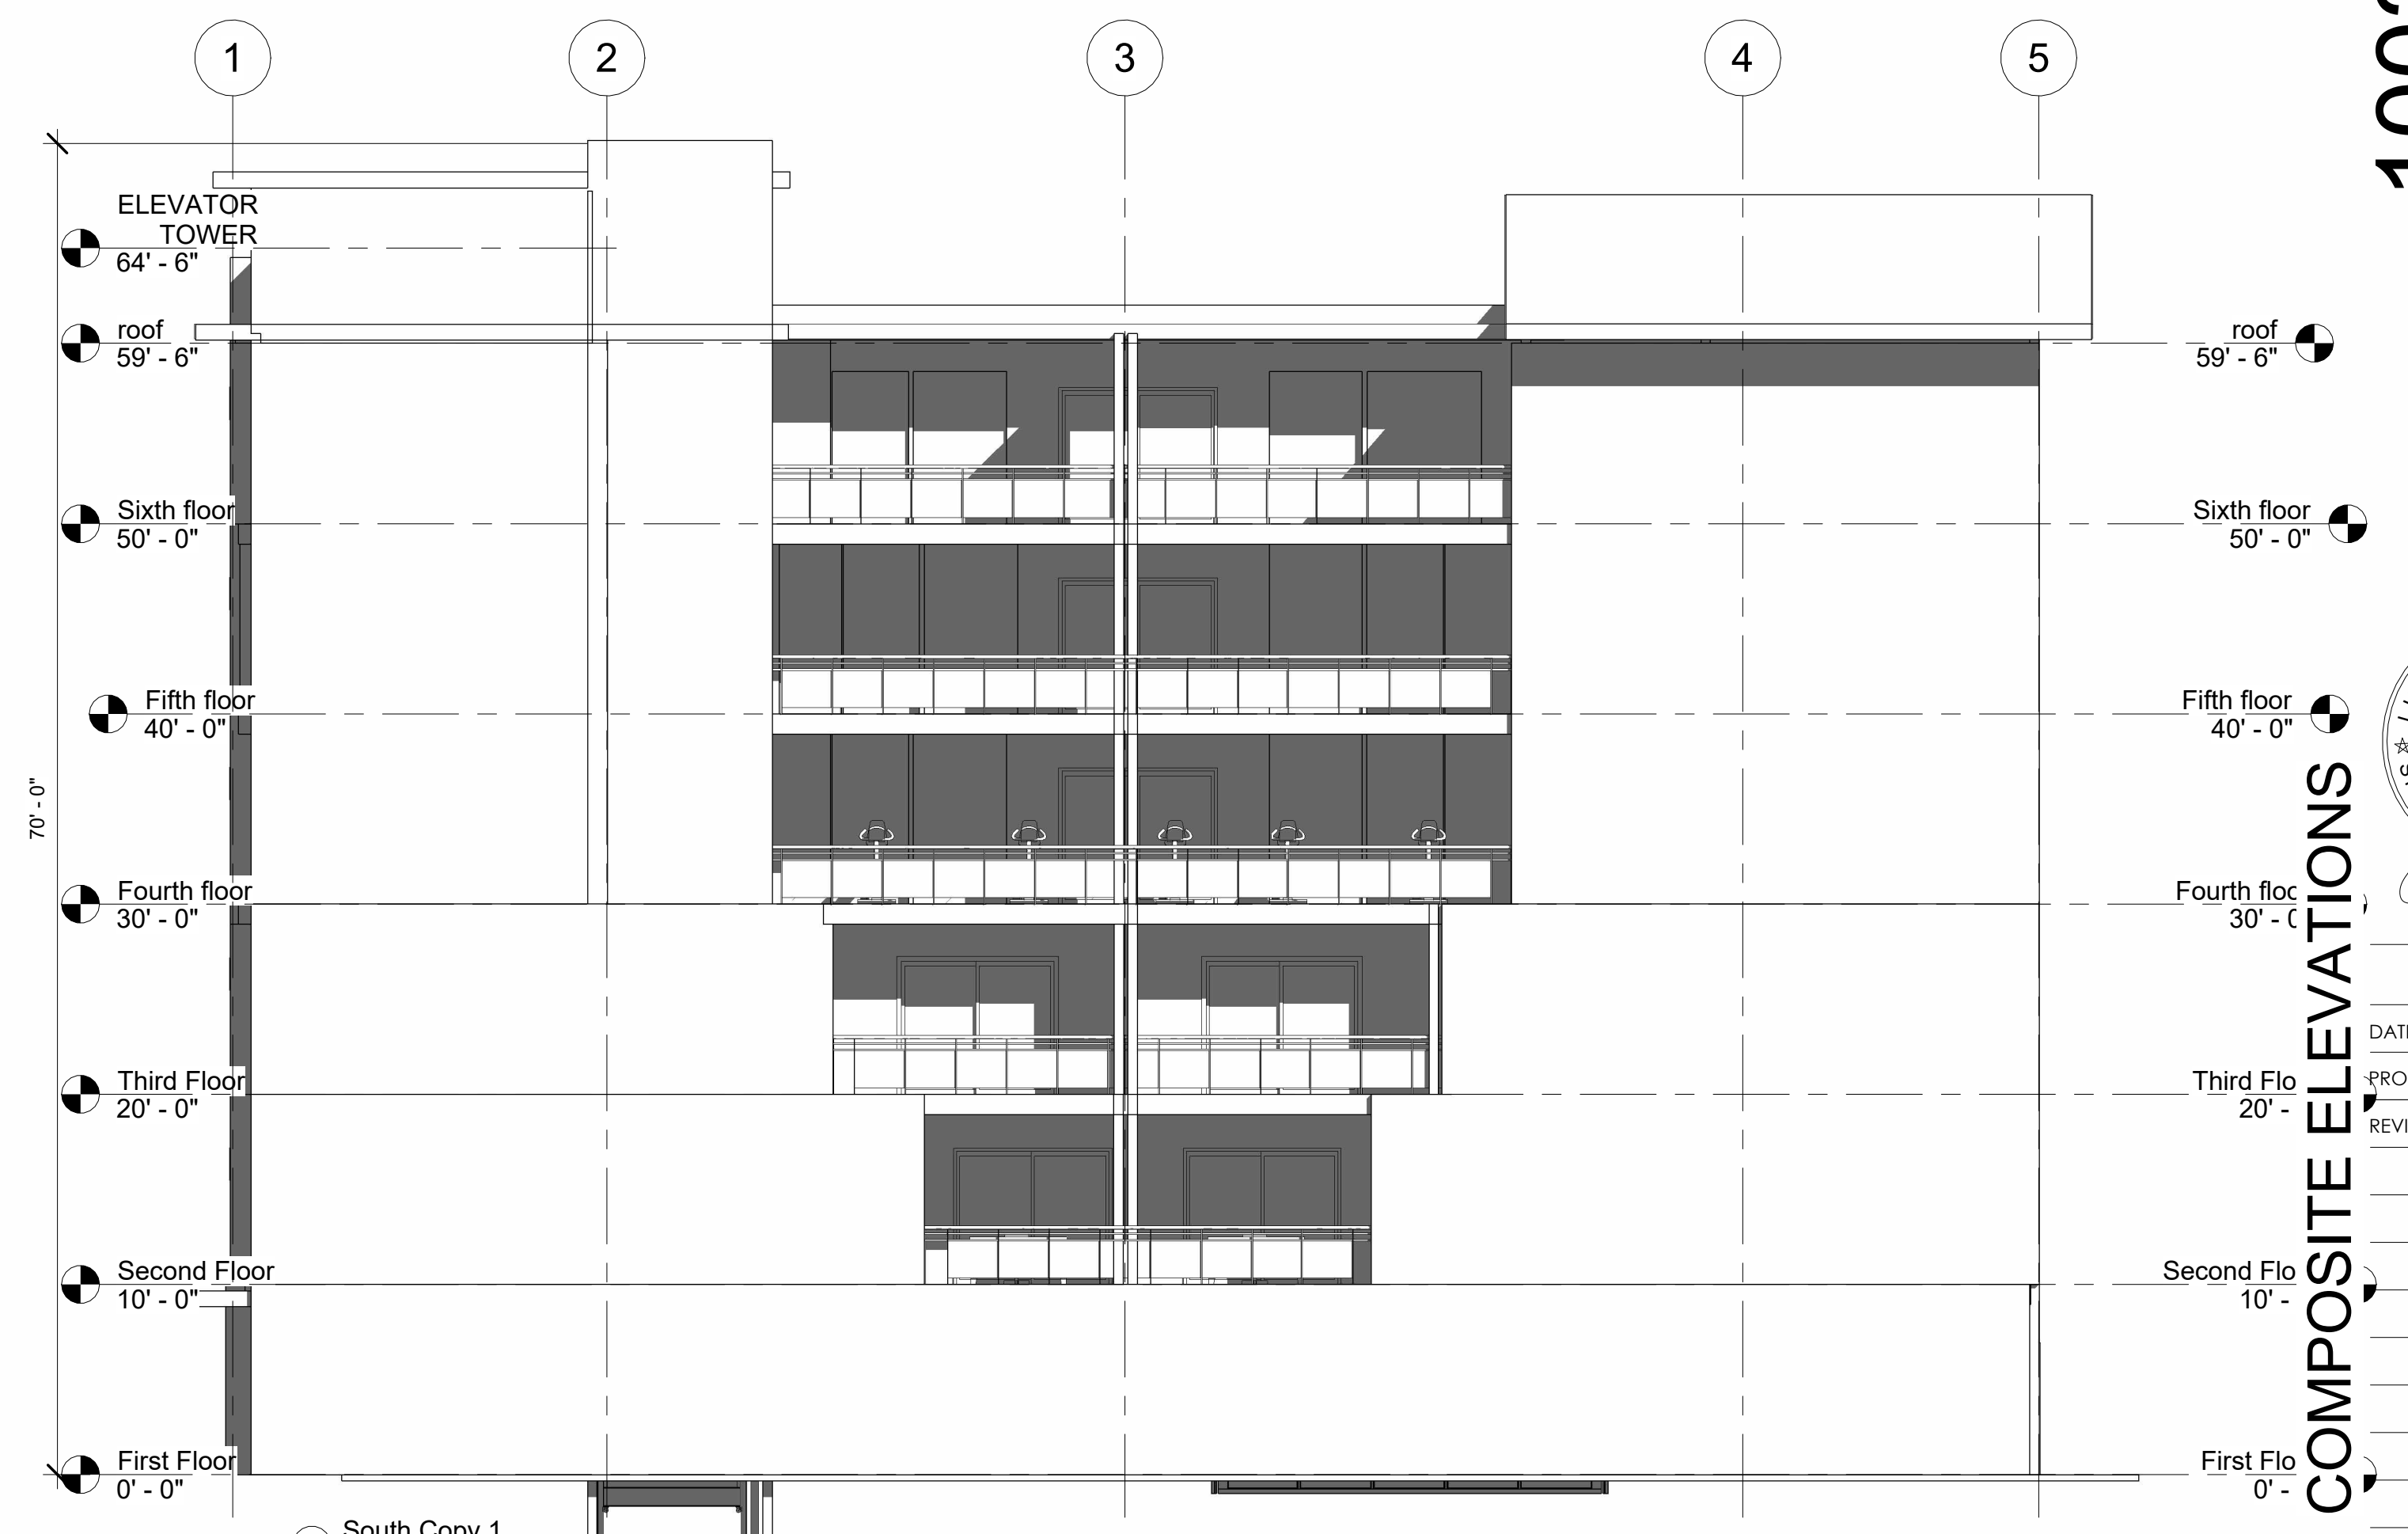 1
2
3
4
5
ELEVATOR
TOWER
64' - 6"
roof
59' - 6"
roof
59' - 6"
Sixth floor
50' - 0"
Sixth floor
50' - 0"
Fifth floor
40' - 0"
Fifth floor
40' - 0"
70' - 0"
Fourth floor
30' - 0"
Fourth floo
30' - 0
Third Floor
20' - 0"
Third Flo
20' -
Second Floor
10' - 0"
Second Flo
10' -
First Floor
0' - 0"
First Flo
0' -
South Copy 1
COMPOSITE ELEVATIONS
DAT
PRO
REVI